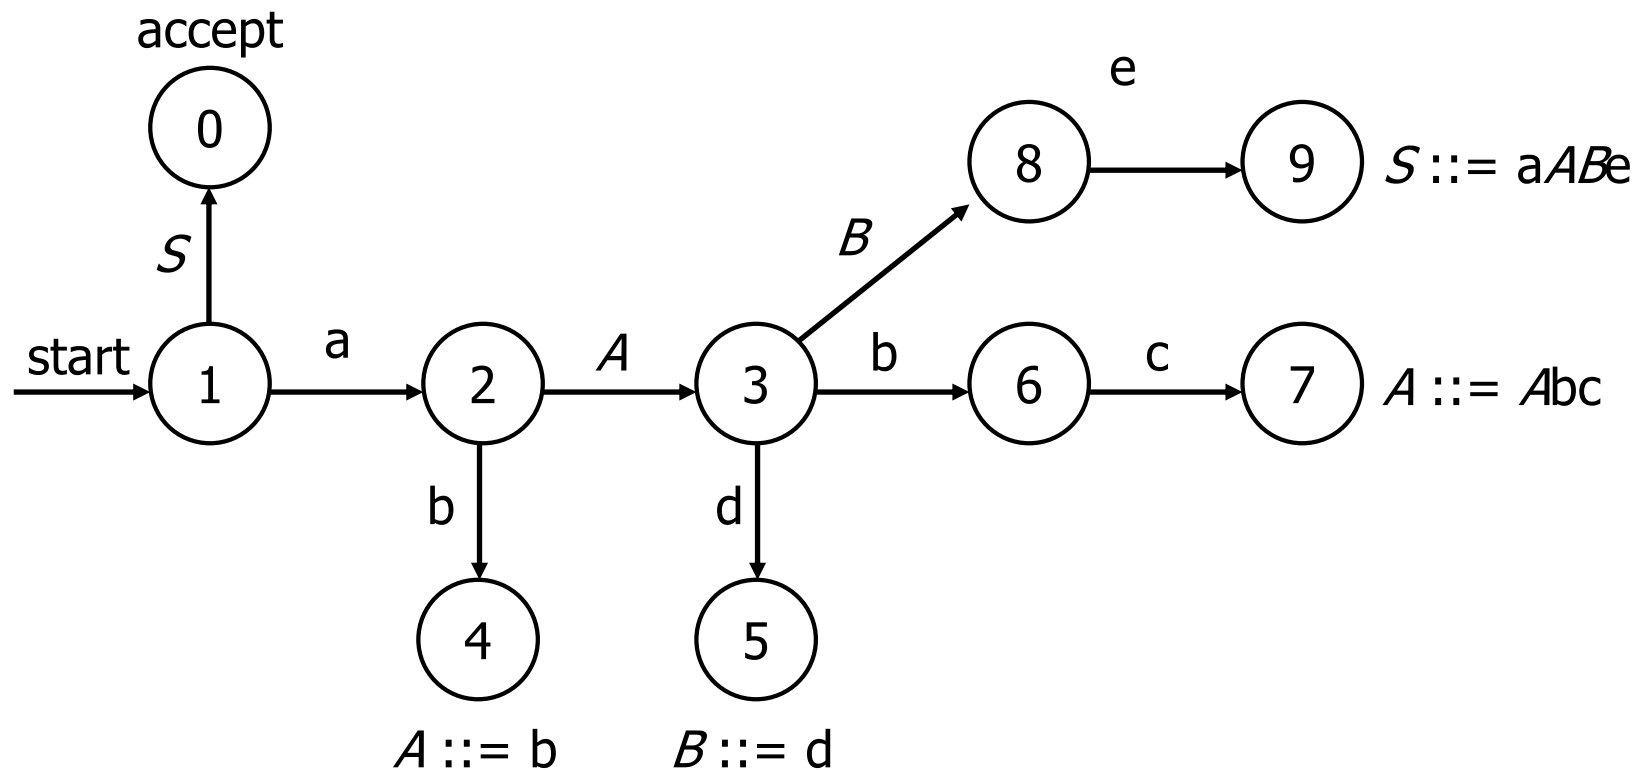 accept
0
e
8
9
S ::= aABe
B
S
start
1
a
2
A
3
b
6
c
7
A ::= Abc
b
d
4
5
A ::= b
B ::= d